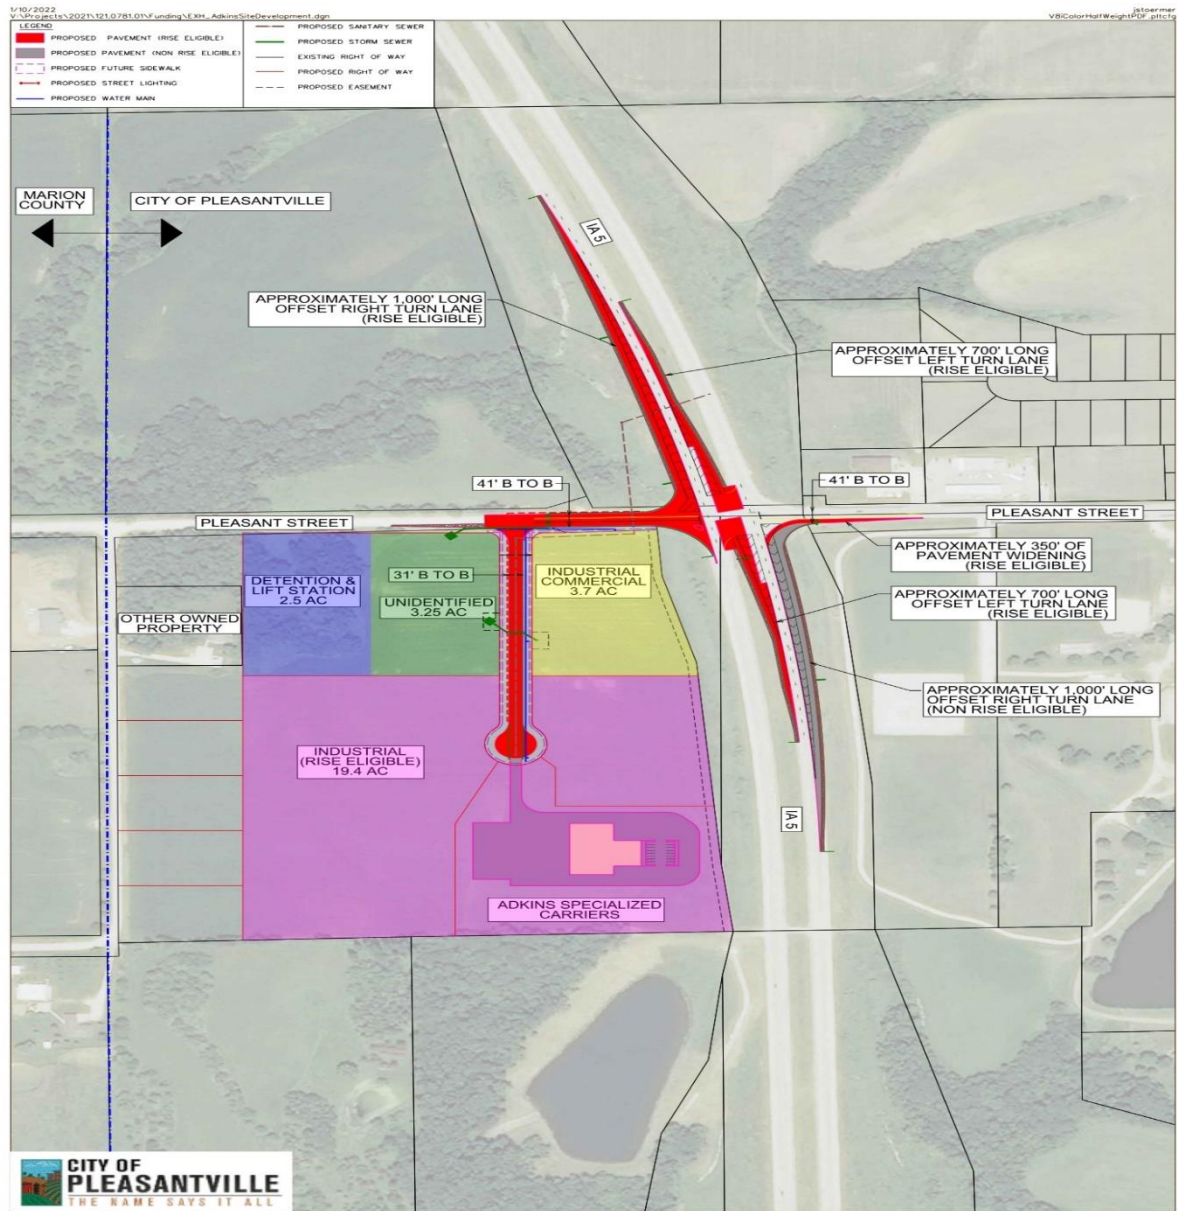 1/10/2022
V:\Projects\2021\121.0781.01\Funding\EXH_AdkinsSiteDevelopment.dgn
jstoermer
V8iColorHalfWeightPDF.pltcfg
LEGEND
PROPOSED PAVEMENT (RISE ELIGIBLE)
PROPOSED PAVEMENT (NON RISE ELIGIBLE)
PROPOSED FUTURE SIDEWALK
PROPOSED STREET LIGHTING
PROPOSED WATER MAIN
PROPOSED SANITARY SEWER
PROPOSED STORM SEWER
EXISTING RIGHT OF WAY
PROPOSED RIGHT OF WAY
PROPOSED EASEMENT
MARION
COUNTY
CITY OF PLEASANTVILLE
IA 5
APPROXIMATELY 1,000' LONG
OFFSET RIGHT TURN LANE
(RISE ELIGIBLE)
APPROXIMATELY 700' LONG
OFFSET LEFT TURN LANE
(RISE ELIGIBLE)
41' B TO B
41' B TO B
PLEASANT STREET
PLEASANT STREET
APPROXIMATELY 350' OF
PAVEMENT WIDENING
(RISE ELIGIBLE)
31' B TO B
DETENTION &
LIFT STATION
2.5 AC
UNIDENTIFIED
3.25 AC
INDUSTRIAL
COMMERCIAL
3.7 AC
APPROXIMATELY 700' LONG
OFFSET LEFT TURN LANE
(RISE ELIGIBLE)
OTHER OWNED
PROPERTY
APPROXIMATELY 1,000' LONG
OFFSET RIGHT TURN LANE
(NON RISE ELIGIBLE)
INDUSTRIAL
(RISE ELIGIBLE)
19.4 AC
IA 5
ADKINS SPECIALIZED
CARRIERS
CITY OF
PLEASANTVILLE
THE NAME SAYS IT ALL